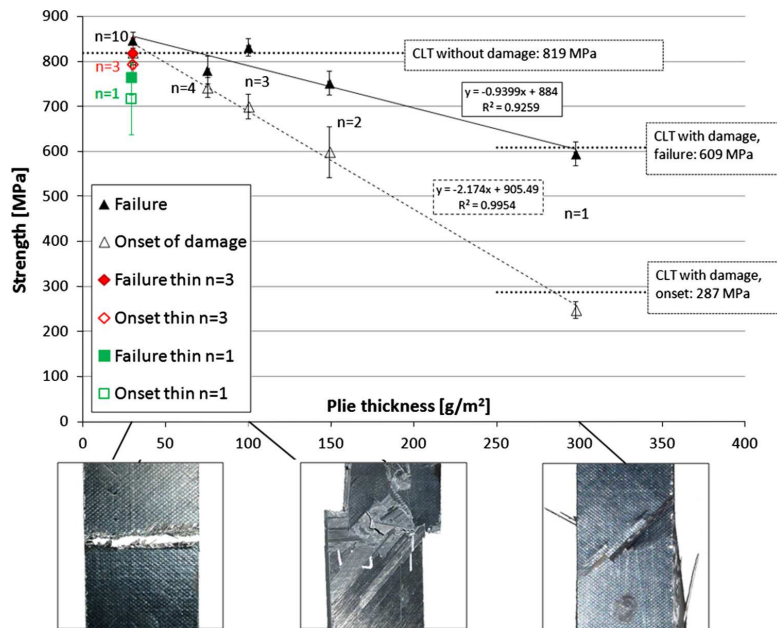 900
800
700
600
500
400
300
200
100
0
Strength [MPa]
n=10
n=3
n=1
n=4
n=3
n=2
n=1
CLT without damage: 819 MPa
y = -0.9399x + 884
R² = 0.9259
CLT with damage,
failure: 609 MPa
y = -2.174x + 905.49
R² = 0.9954
CLT with damage,
onset: 287 MPa
Failure
Onset of damage
Failure thin n=3
Onset thin n=3
Failure thin n=1
Onset thin n=1
Plie thickness [g/m²]
0 50 100 150 200 250 300 350 400